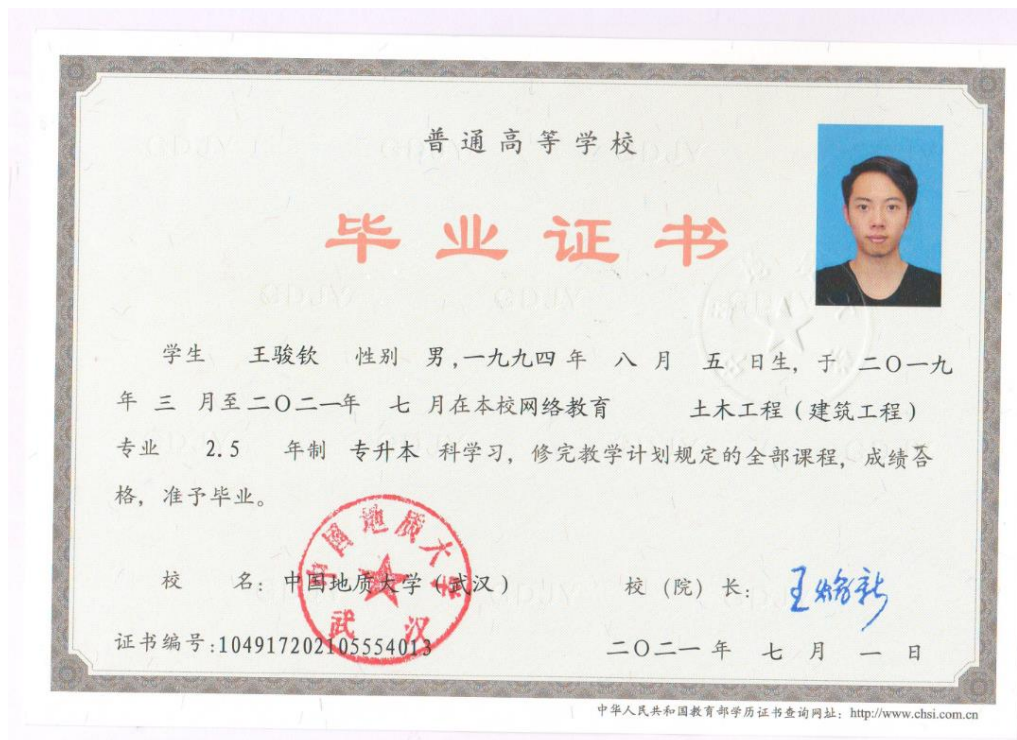 普通高等学校
毕业证书
学生 王骏钦 性别 男,一九九四年 八 月 五 日生,于 二〇一九
年 三 月至二〇二一年 七 月在本校网络教育 土木工程(建筑工程)
专业 2.5 年制 专升本 科学习,修完教学计划规定的全部课程,成绩合
格,准予毕业。
中国地质大学
武汉
校 名:中国地质大学(武汉) 校(院)长:
证书编号:104917202105554013 二〇二一年 七 月 一 日
中华人民共和国教育部学历证书查询网址:http://www.chsi.com.cn